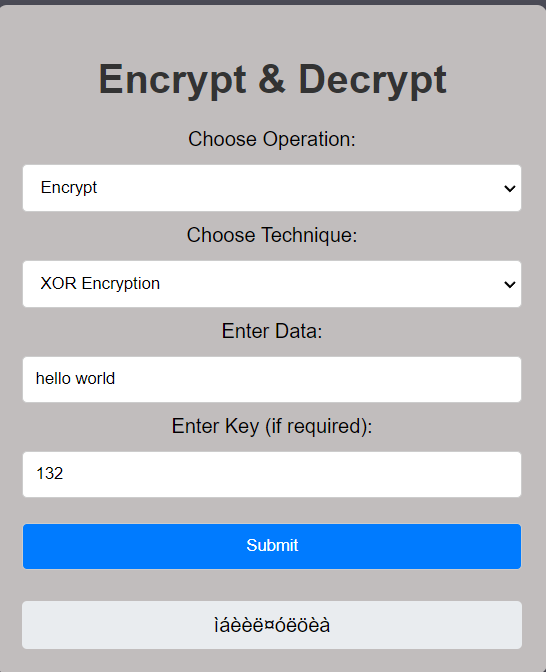 Encrypt & Decrypt
Choose Operation:
Encrypt
Choose Technique:
XOR Encryption
Enter Data:
hello world
Enter Key (if required):
132
Submit
ìáèèë¤óëöèà